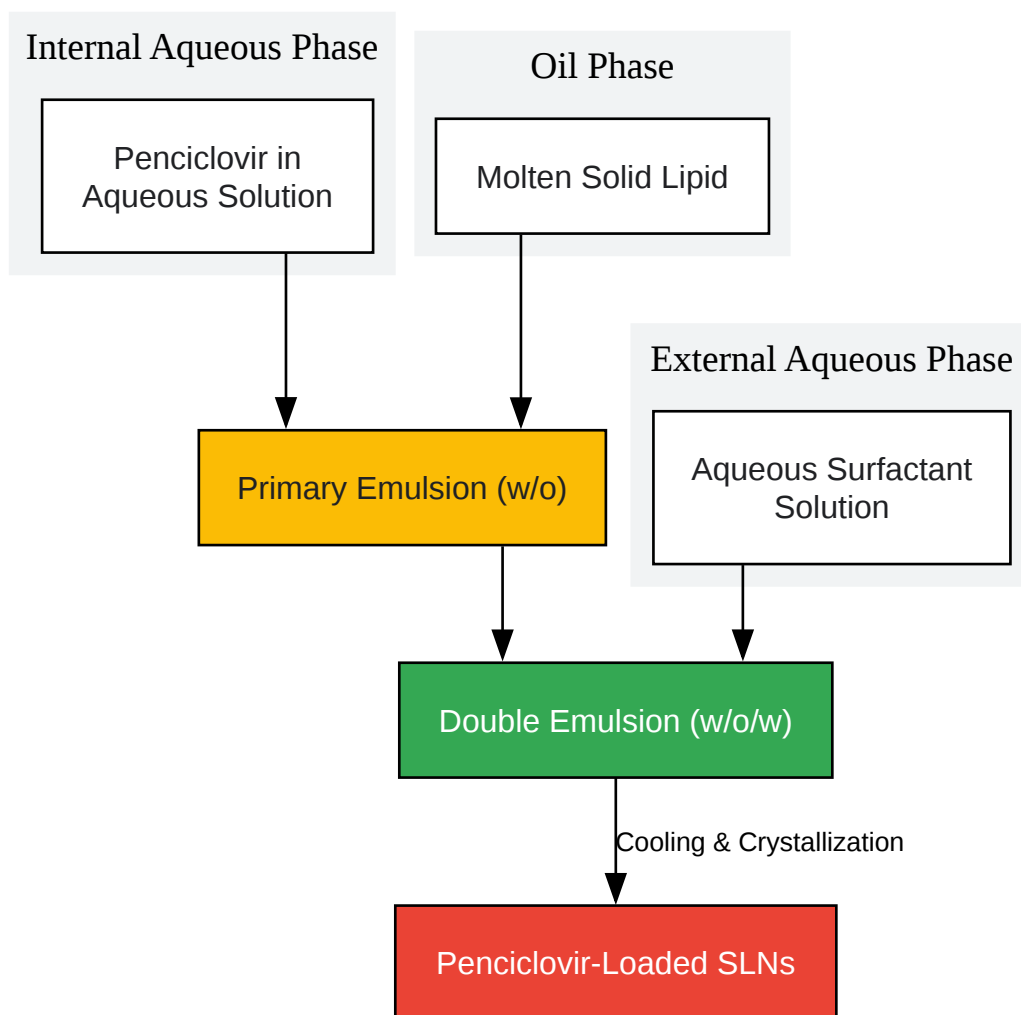 Internal Aqueous Phase
Penciclovir in
Aqueous Solution
Oil Phase
Molten Solid Lipid
External Aqueous Phase
Aqueous Surfactant
Solution
Primary Emulsion (w/o)
Double Emulsion (w/o/w)
Cooling & Crystallization
Penciclovir-Loaded SLNs